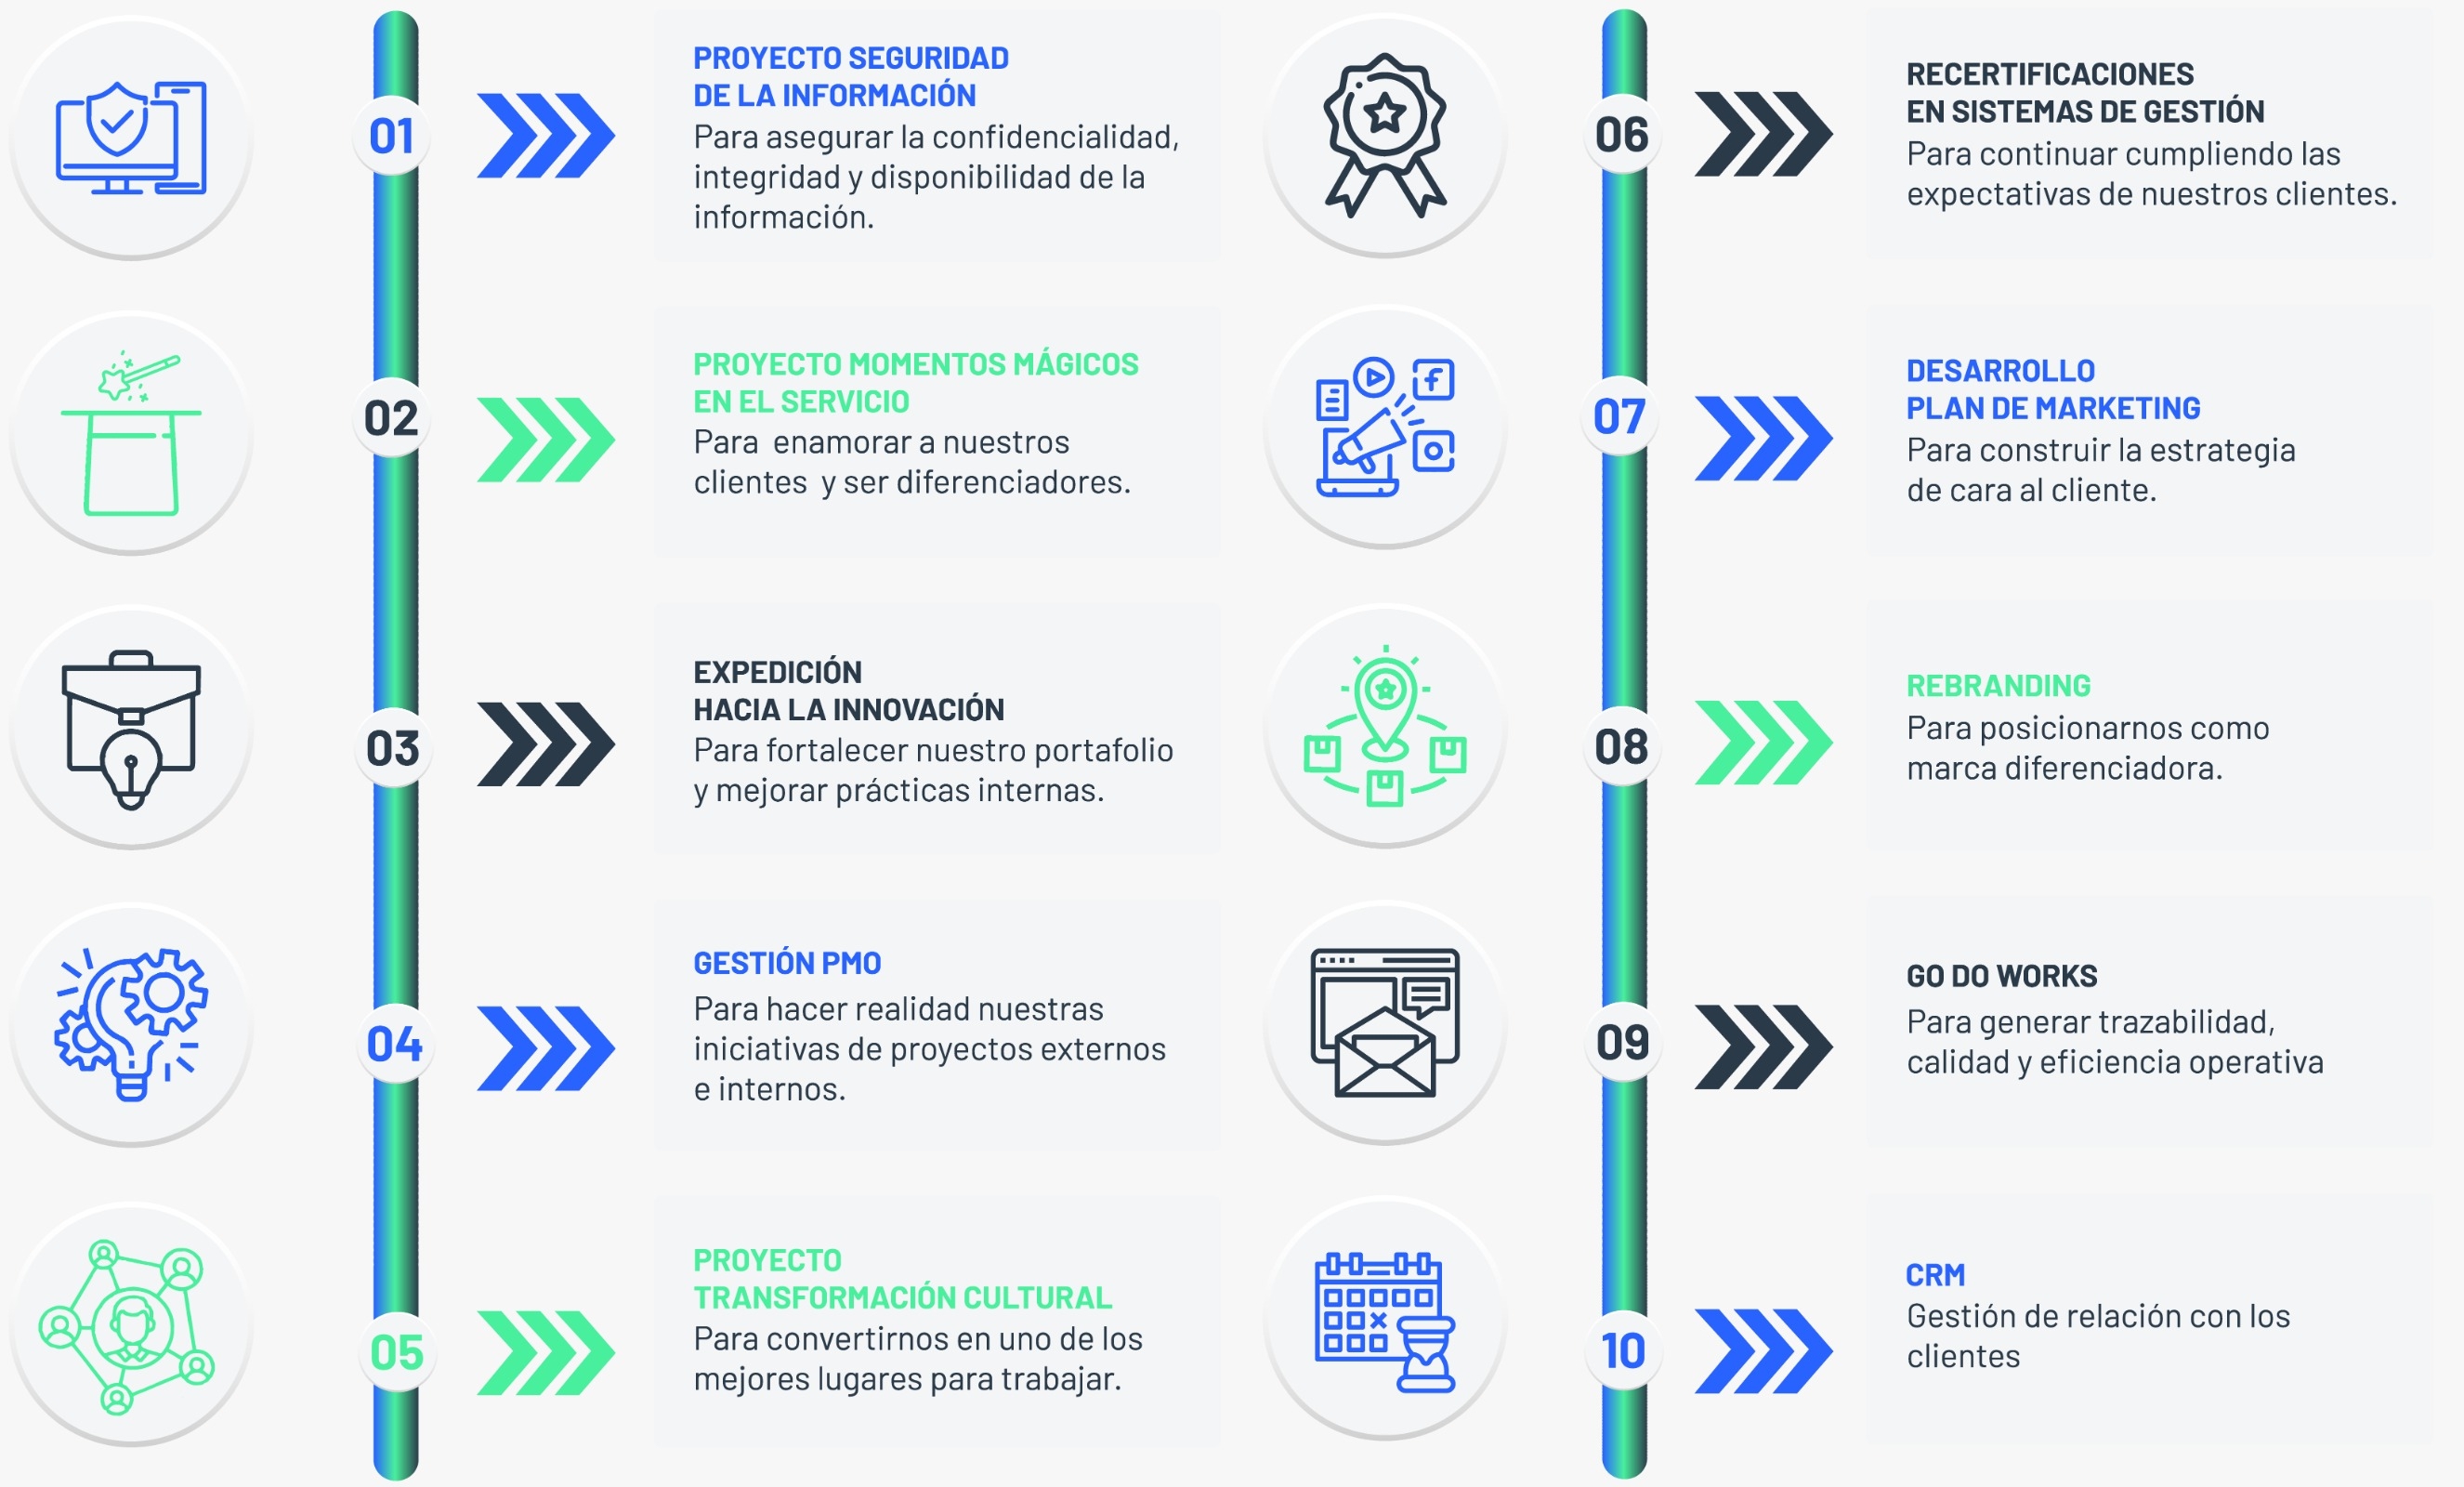 01
PROYECTO SEGURIDAD
DE LA INFORMACIÓN
Para asegurar la confidencialidad,
integridad y disponibilidad de la
información.
02
PROYECTO MOMENTOS MÁGICOS
EN EL SERVICIO
Para  enamorar a nuestros
clientes  y ser diferenciadores.
03
EXPEDICIÓN
HACIA LA INNOVACIÓN
Para fortalecer nuestro portafolio
y mejorar prácticas internas.
04
GESTIÓN PMO
Para hacer realidad nuestras
iniciativas de proyectos externos
e internos.
05
PROYECTO
TRANSFORMACIÓN CULTURAL
Para convertirnos en uno de los
mejores lugares para trabajar.
06
RECERTIFICACIONES
EN SISTEMAS DE GESTIÓN
Para continuar cumpliendo las
expectativas de nuestros clientes.
07
DESARROLLO
PLAN DE MARKETING
Para construir la estrategia
de cara al cliente.
08
REBRANDING
Para posicionarnos como
marca diferenciadora.
09
GO DO WORKS
Para generar trazabilidad,
calidad y eficiencia operativa
10
CRM
Gestión de relación con los
clientes